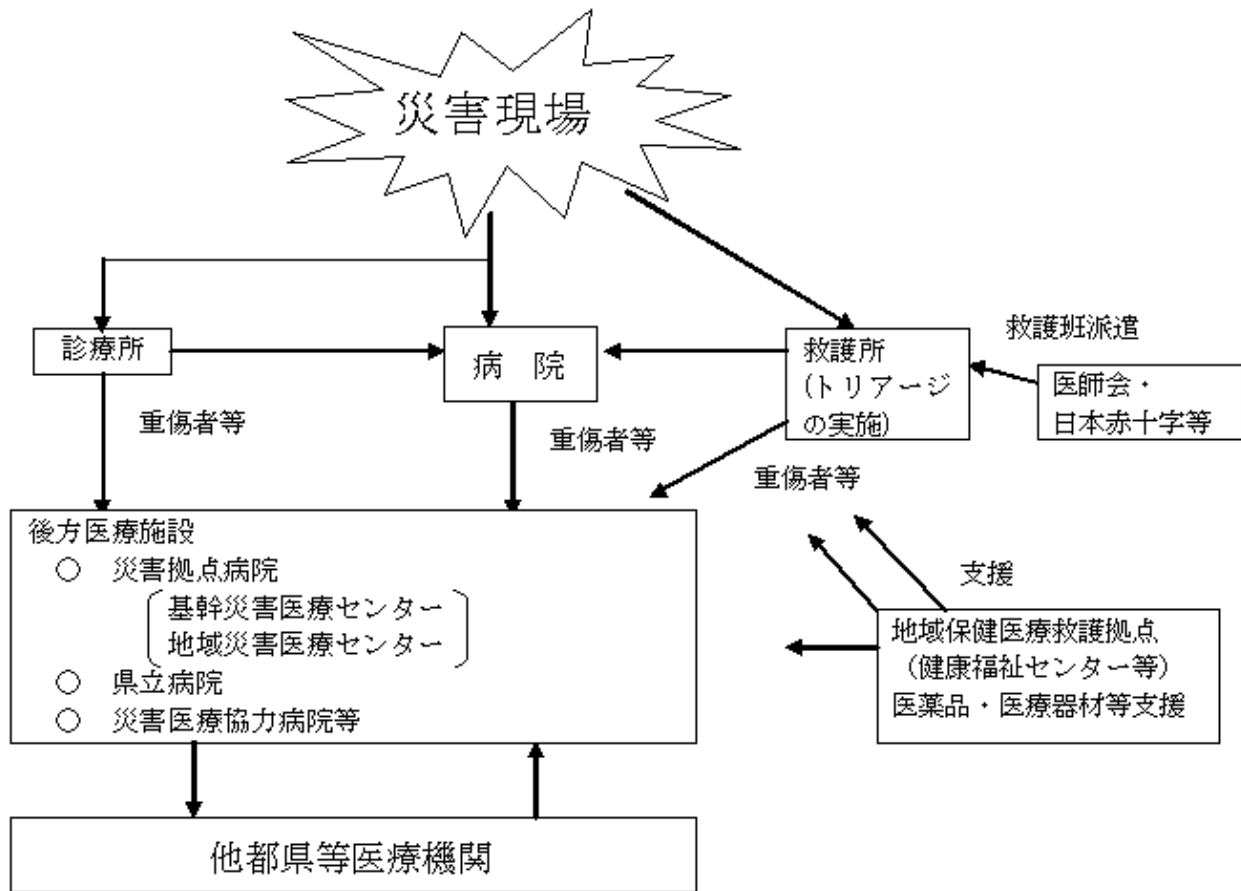 災害現場
診療所
病 院
救護所
(トリアージ
の実施)
救護班派遣
医師会・
日本赤十字等
重傷者等
重傷者等
重傷者等
後方医療施設
○ 災害拠点病院
基幹災害医療センター
地域災害医療センター
○ 県立病院
○ 災害医療協力病院等
支援
地域保健医療救護拠点
(健康福祉センター等)
医薬品・医療器材等支援
他都県等医療機関